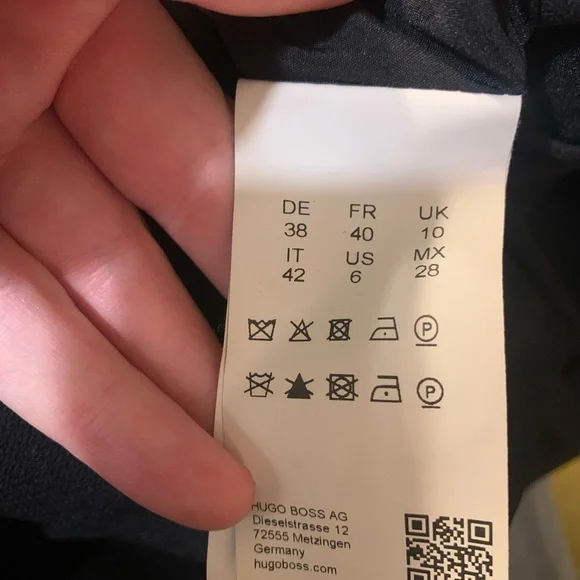 DE FR UK
38 40 10
IT US MX
42 6 28
P
P
HUGO BOSS AG
Dieselstrasse 12
72555 Metzingen
Germany
hugoboss.com